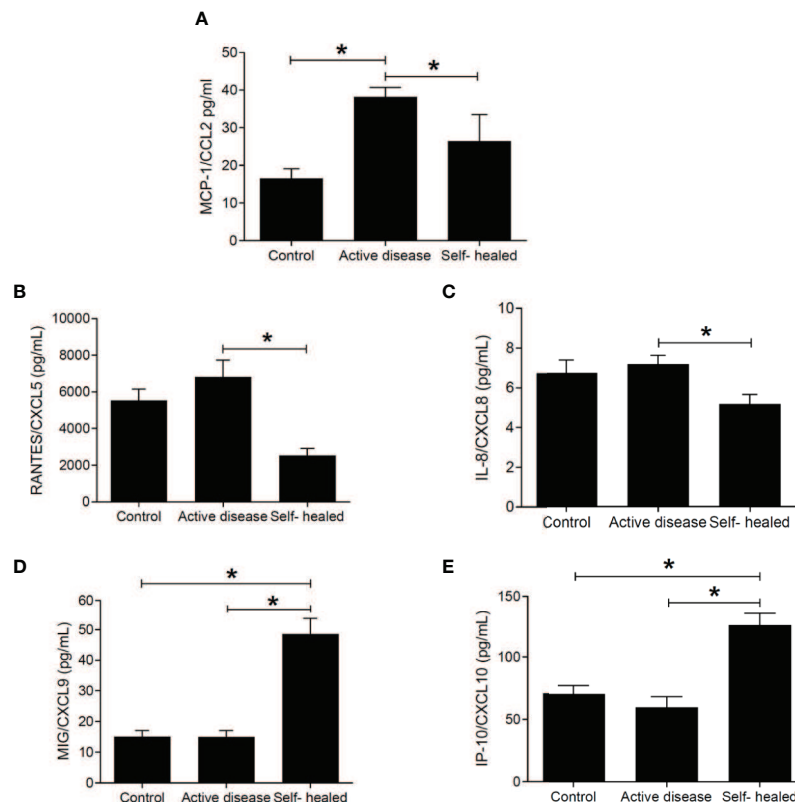 A
*
*
MCP-1/CCL2 pg/ml
50
40
30
20
10
0
Control Active disease Self- healed
B
*
RANTES/CXCL5 (pg/mL)
10000
8000
6000
4000
2000
0
Control Active disease Self- healed
C
*
IL-8/CXCL8 (pg/mL)
10
8
6
4
2
0
Control Active disease Self- healed
D
*
*
MIG/CXCL9 (pg/mL)
60
50
40
30
20
10
0
Control Active disease Self- healed
E
*
*
IP-10/CXCL10 (pg/mL)
150
100
50
0
Control Active disease Self- healed